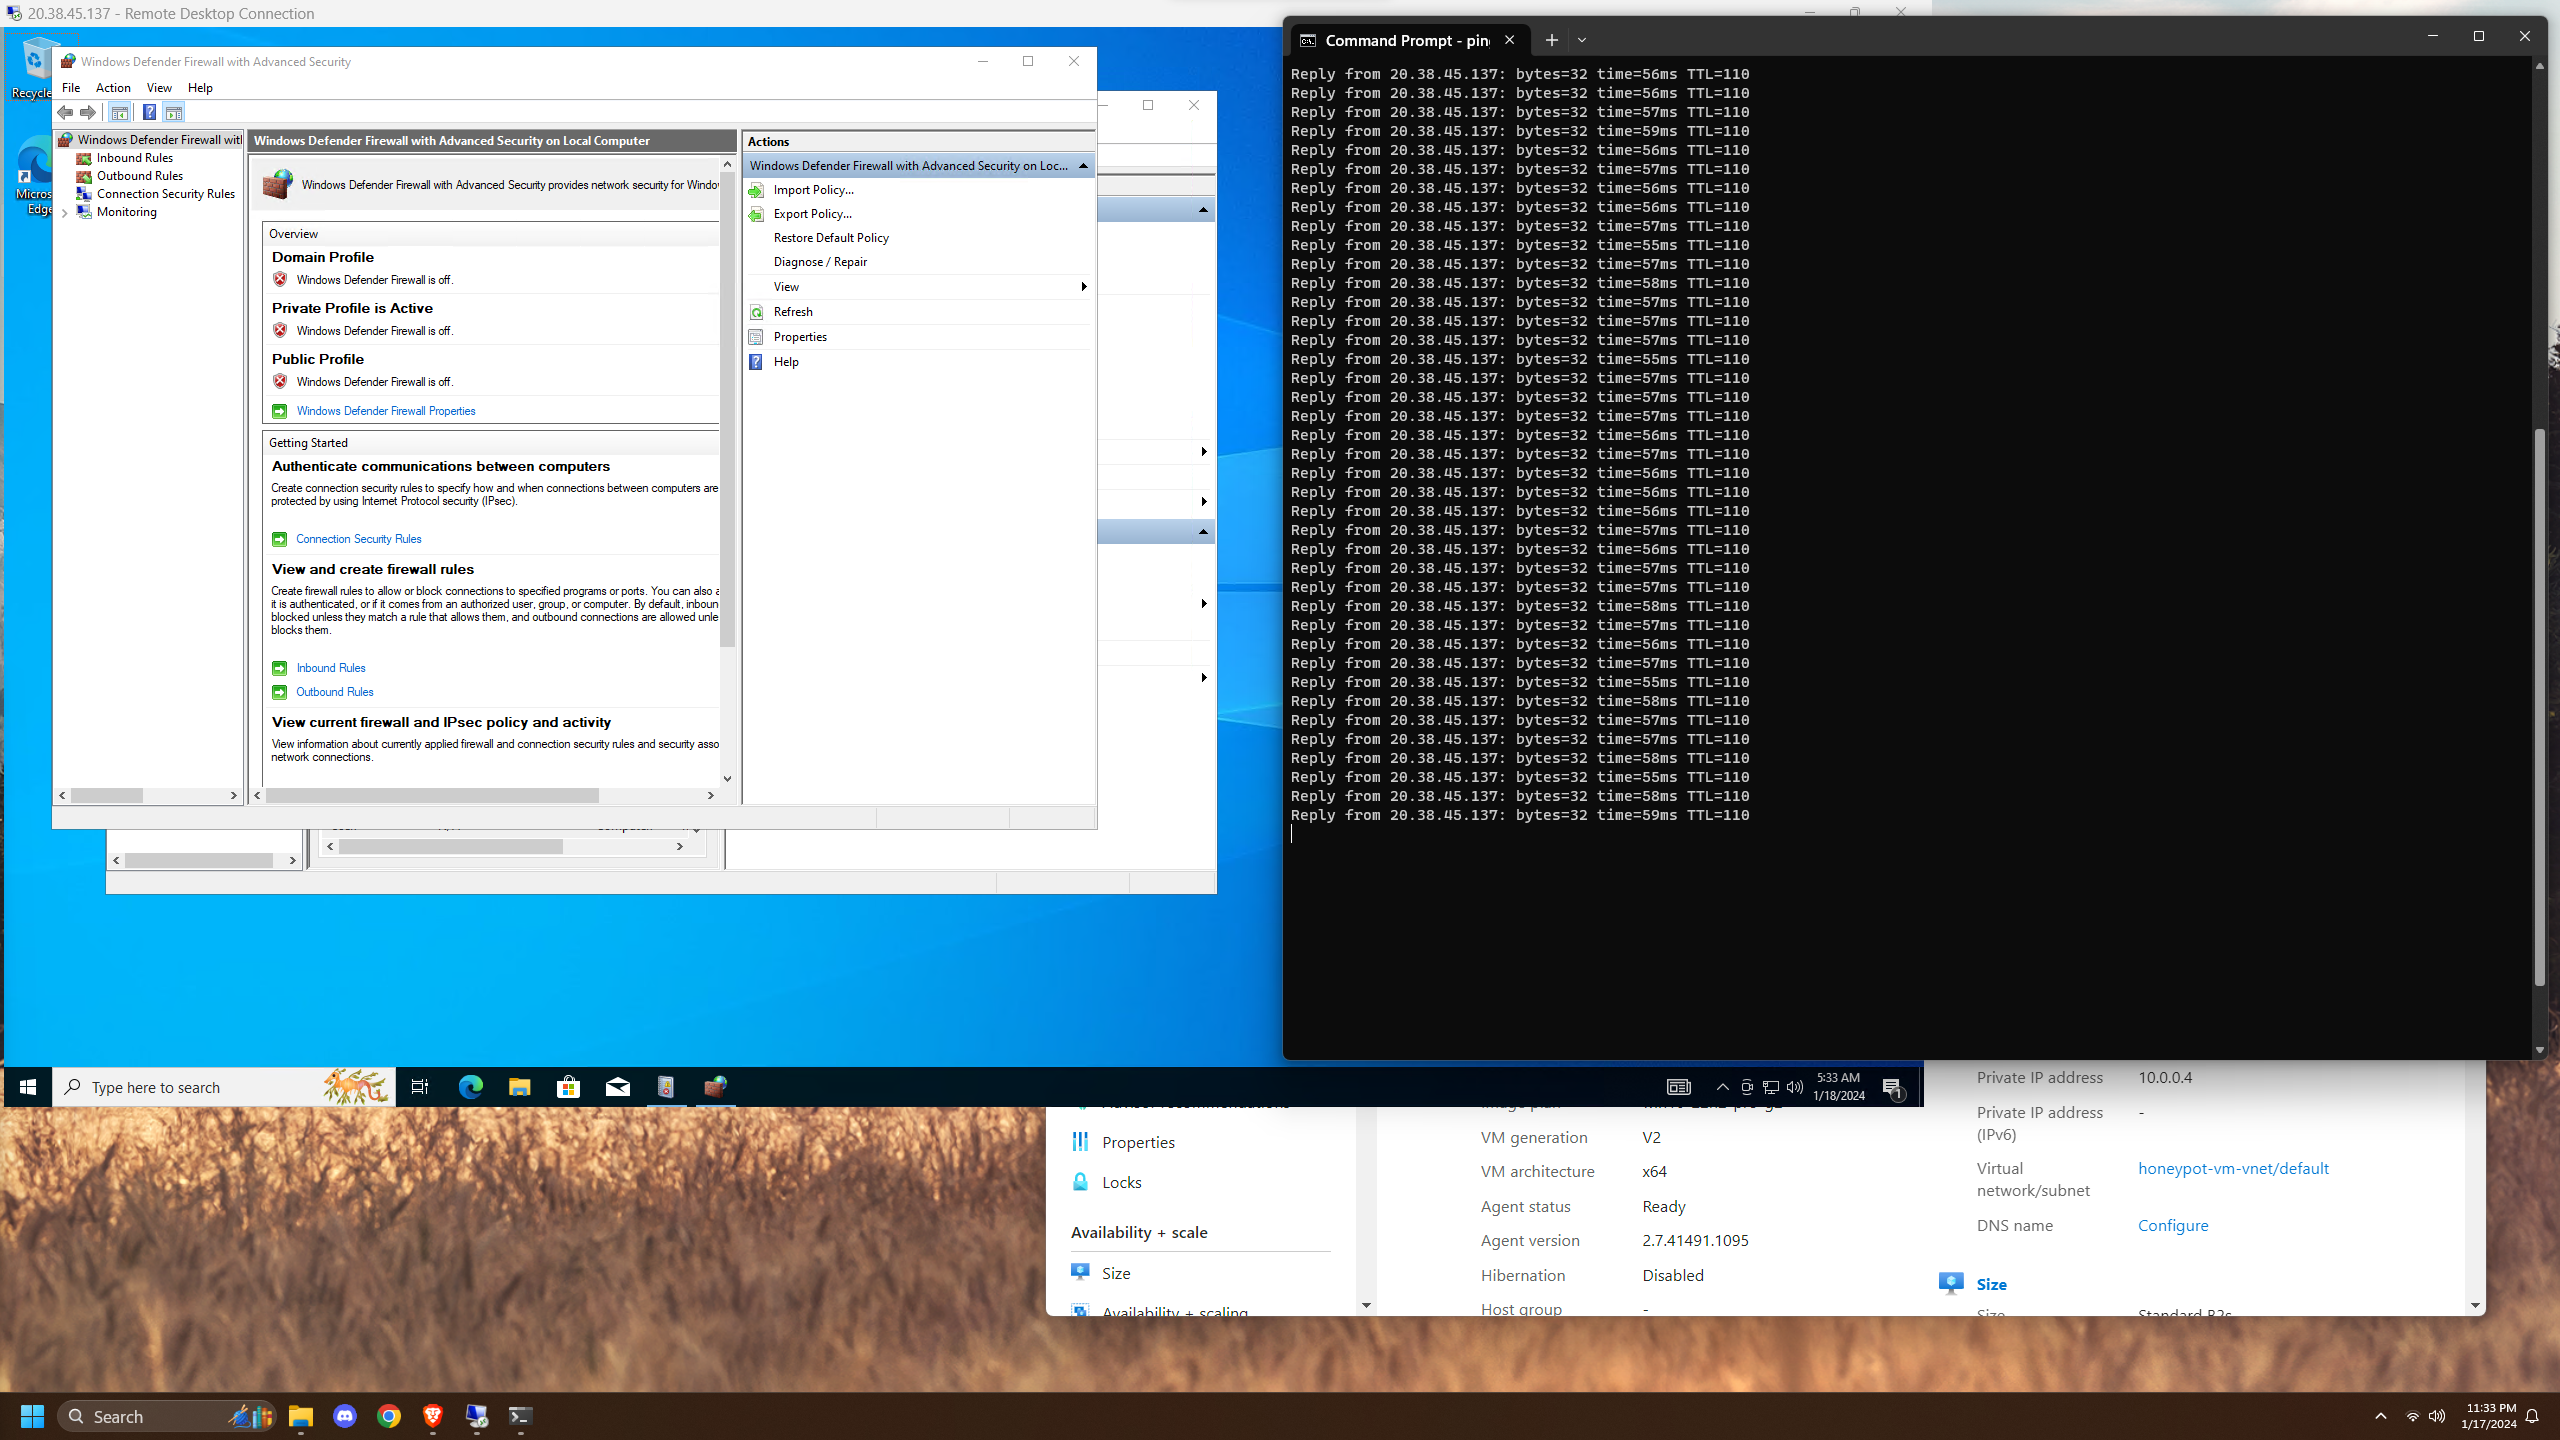 20.38.45.137 - Remote Desktop Connection
Windows Defender Firewall with Advanced Security
File Action View Help
Windows Defender Firewall wit
Inbound Rules
Outbound Rules
Connection Security Rules
Monitoring
Windows Defender Firewall with Advanced Security on Local Computer
Windows Defender Firewall with Advanced Security provides network security for Windo
Overview
Domain Profile
Windows Defender Firewall is off.
Private Profile is Active
Windows Defender Firewall is off.
Public Profile
Windows Defender Firewall is off.
Windows Defender Firewall Properties
Getting Started
Authenticate communications between computers
Create connection security rules to specify how and when connections between computers are
protected by using Internet Protocol security (IPsec).
Connection Security Rules
View and create firewall rules
Create firewall rules to allow or block connections to specified programs or ports. You can also a
it is authenticated, or if it comes from an authorized user, group, or computer. By default, inboun
blocked unless they match a rule that allows them, and outbound connections are allowed unle
blocks them.
Inbound Rules
Outbound Rules
View current firewall and IPsec policy and activity
View information about currently applied firewall and connection security rules and security asso
network connections.
Actions
Windows Defender Firewall with Advanced Security on Loc...
Import Policy...
Export Policy...
Restore Default Policy
Diagnose / Repair
View
Refresh
Properties
Help
Recycle
Micros
Edge
Type here to search
5:33 AM
1/18/2024
1
Command Prompt - pin
Reply from 20.38.45.137: bytes=32 time=56ms TTL=110
Reply from 20.38.45.137: bytes=32 time=56ms TTL=110
Reply from 20.38.45.137: bytes=32 time=57ms TTL=110
Reply from 20.38.45.137: bytes=32 time=59ms TTL=110
Reply from 20.38.45.137: bytes=32 time=56ms TTL=110
Reply from 20.38.45.137: bytes=32 time=57ms TTL=110
Reply from 20.38.45.137: bytes=32 time=56ms TTL=110
Reply from 20.38.45.137: bytes=32 time=56ms TTL=110
Reply from 20.38.45.137: bytes=32 time=57ms TTL=110
Reply from 20.38.45.137: bytes=32 time=55ms TTL=110
Reply from 20.38.45.137: bytes=32 time=57ms TTL=110
Reply from 20.38.45.137: bytes=32 time=58ms TTL=110
Reply from 20.38.45.137: bytes=32 time=57ms TTL=110
Reply from 20.38.45.137: bytes=32 time=57ms TTL=110
Reply from 20.38.45.137: bytes=32 time=57ms TTL=110
Reply from 20.38.45.137: bytes=32 time=55ms TTL=110
Reply from 20.38.45.137: bytes=32 time=57ms TTL=110
Reply from 20.38.45.137: bytes=32 time=57ms TTL=110
Reply from 20.38.45.137: bytes=32 time=57ms TTL=110
Reply from 20.38.45.137: bytes=32 time=56ms TTL=110
Reply from 20.38.45.137: bytes=32 time=57ms TTL=110
Reply from 20.38.45.137: bytes=32 time=56ms TTL=110
Reply from 20.38.45.137: bytes=32 time=56ms TTL=110
Reply from 20.38.45.137: bytes=32 time=56ms TTL=110
Reply from 20.38.45.137: bytes=32 time=57ms TTL=110
Reply from 20.38.45.137: bytes=32 time=56ms TTL=110
Reply from 20.38.45.137: bytes=32 time=57ms TTL=110
Reply from 20.38.45.137: bytes=32 time=57ms TTL=110
Reply from 20.38.45.137: bytes=32 time=58ms TTL=110
Reply from 20.38.45.137: bytes=32 time=57ms TTL=110
Reply from 20.38.45.137: bytes=32 time=56ms TTL=110
Reply from 20.38.45.137: bytes=32 time=57ms TTL=110
Reply from 20.38.45.137: bytes=32 time=55ms TTL=110
Reply from 20.38.45.137: bytes=32 time=58ms TTL=110
Reply from 20.38.45.137: bytes=32 time=57ms TTL=110
Reply from 20.38.45.137: bytes=32 time=57ms TTL=110
Reply from 20.38.45.137: bytes=32 time=58ms TTL=110
Reply from 20.38.45.137: bytes=32 time=55ms TTL=110
Reply from 20.38.45.137: bytes=32 time=58ms TTL=110
Reply from 20.38.45.137: bytes=32 time=59ms TTL=110
Properties
Locks
Availability + scale
Size
Availability + scaling
VM generation V2
VM architecture x64
Agent status Ready
Agent version 2.7.41491.1095
Hibernation Disabled
Host group -
Private IP address 10.0.0.4
Private IP address -
(IPv6)
Virtual honeypot-vm-vnet/default
network/subnet
DNS name Configure
Size
Size Standard B2s
Search
11:33 PM
1/17/2024